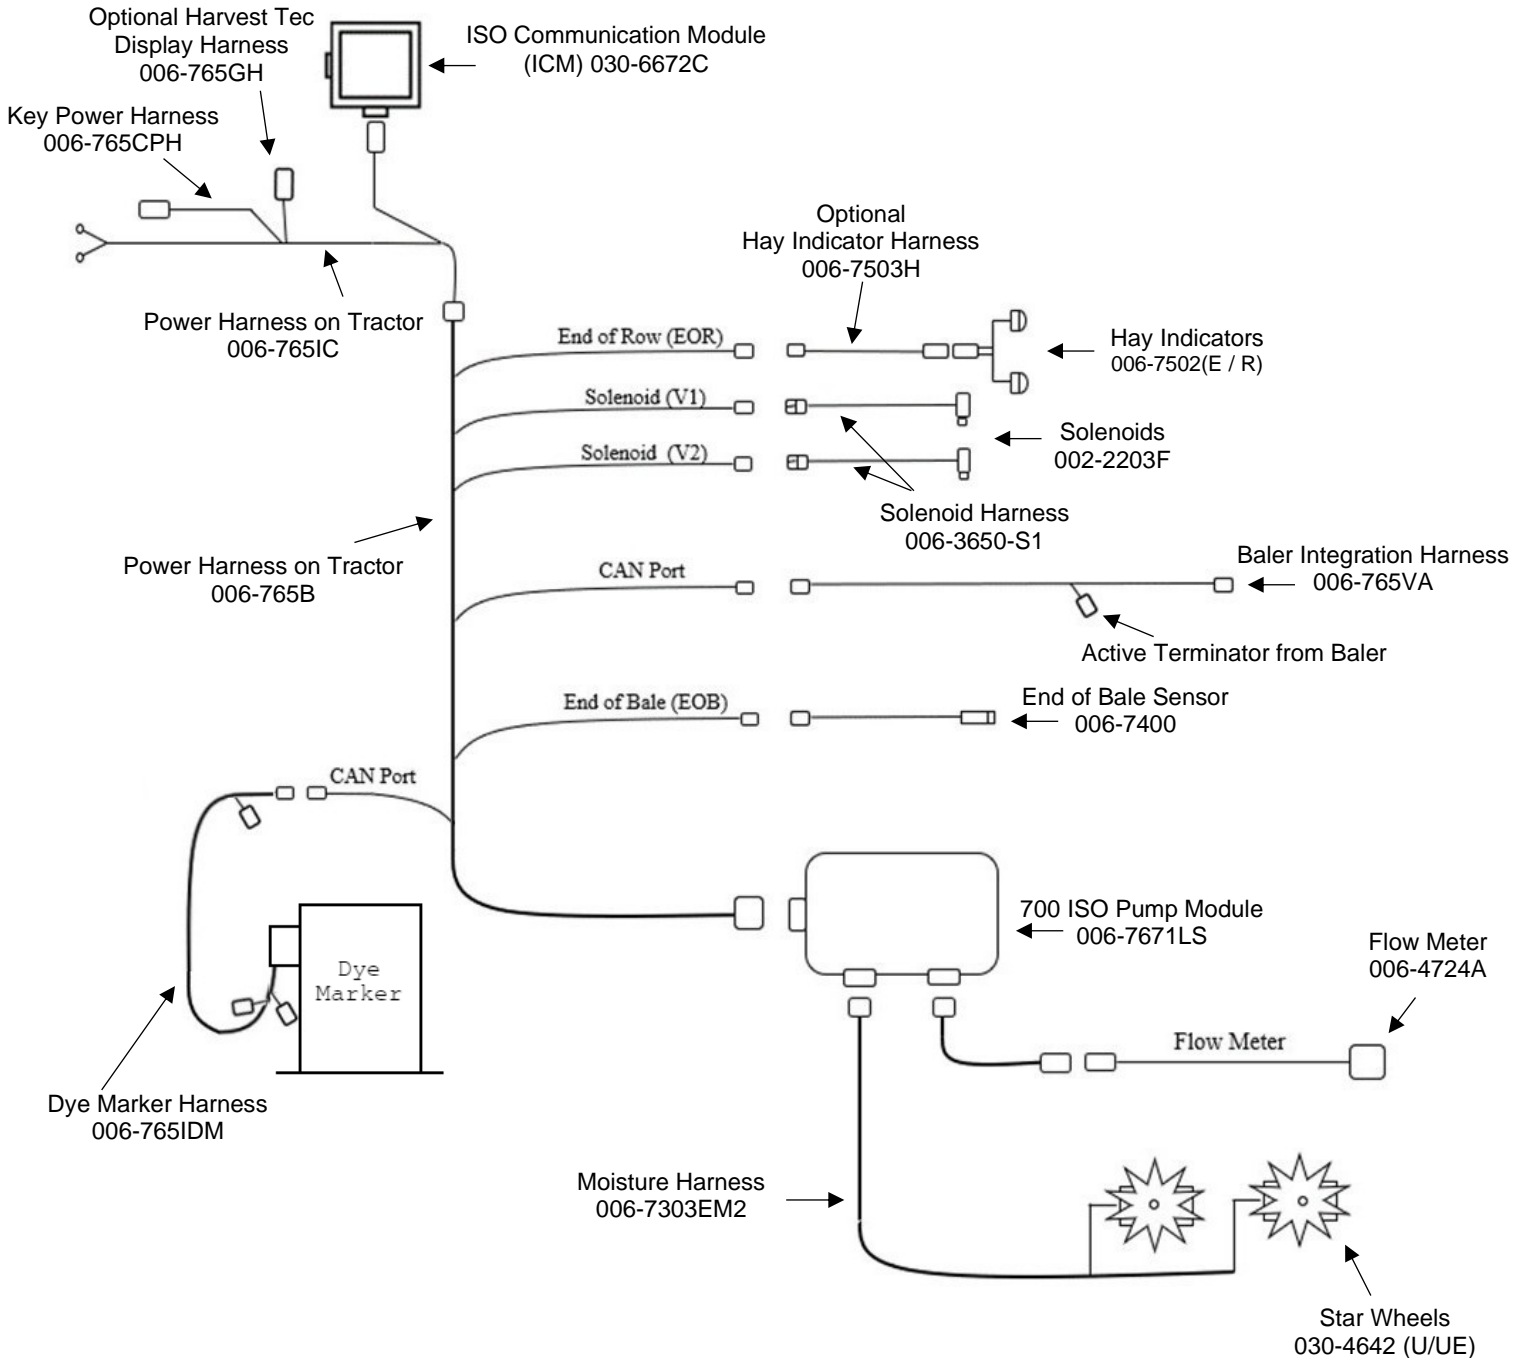 Optional Harvest Tec
Display Harness
006-765GH
ISO Communication Module
(ICM) 030-6672C
Key Power Harness
006-765CPH
Optional
Hay Indicator Harness
006-7503H
Power Harness on Tractor
006-765IC
End of Row (EOR)
Hay Indicators
006-7502(E / R)
Solenoid (V1)
Solenoids
002-2203F
Solenoid (V2)
Solenoid Harness
006-3650-S1
Power Harness on Tractor
006-765B
CAN Port
Baler Integration Harness
006-765VA
Active Terminator from Baler
End of Bale (EOB)
End of Bale Sensor
006-7400
CAN Port
700 ISO Pump Module
006-7671LS
Flow Meter
006-4724A
Dye
Marker
Flow Meter
Dye Marker Harness
006-765IDM
Moisture Harness
006-7303EM2
Star Wheels
030-4642 (U/UE)